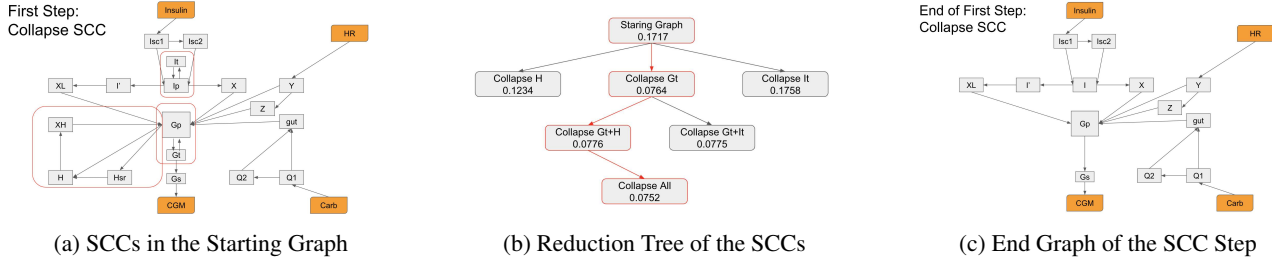 First Step:
Collapse SCC
Insulin
HR
Isc1
Isc2
It
XL
I'
Ip
X
Y
Z
XH
Gp
gut
Gt
H
Hsr
Gs
Q2
Q1
CGM
Carb
(a) SCCs in the Starting Graph
Staring Graph
0.1717
Collapse H
0.1234
Collapse Gt
0.0764
Collapse It
0.1758
Collapse Gt+H
0.0776
Collapse Gt+It
0.0775
Collapse All
0.0752
(b) Reduction Tree of the SCCs
End of First Step:
Collapse SCC
Insulin
HR
Isc1
Isc2
XL
I'
I
X
Y
Z
Gp
gut
Gs
Q2
Q1
CGM
Carb
(c) End Graph of the SCC Step